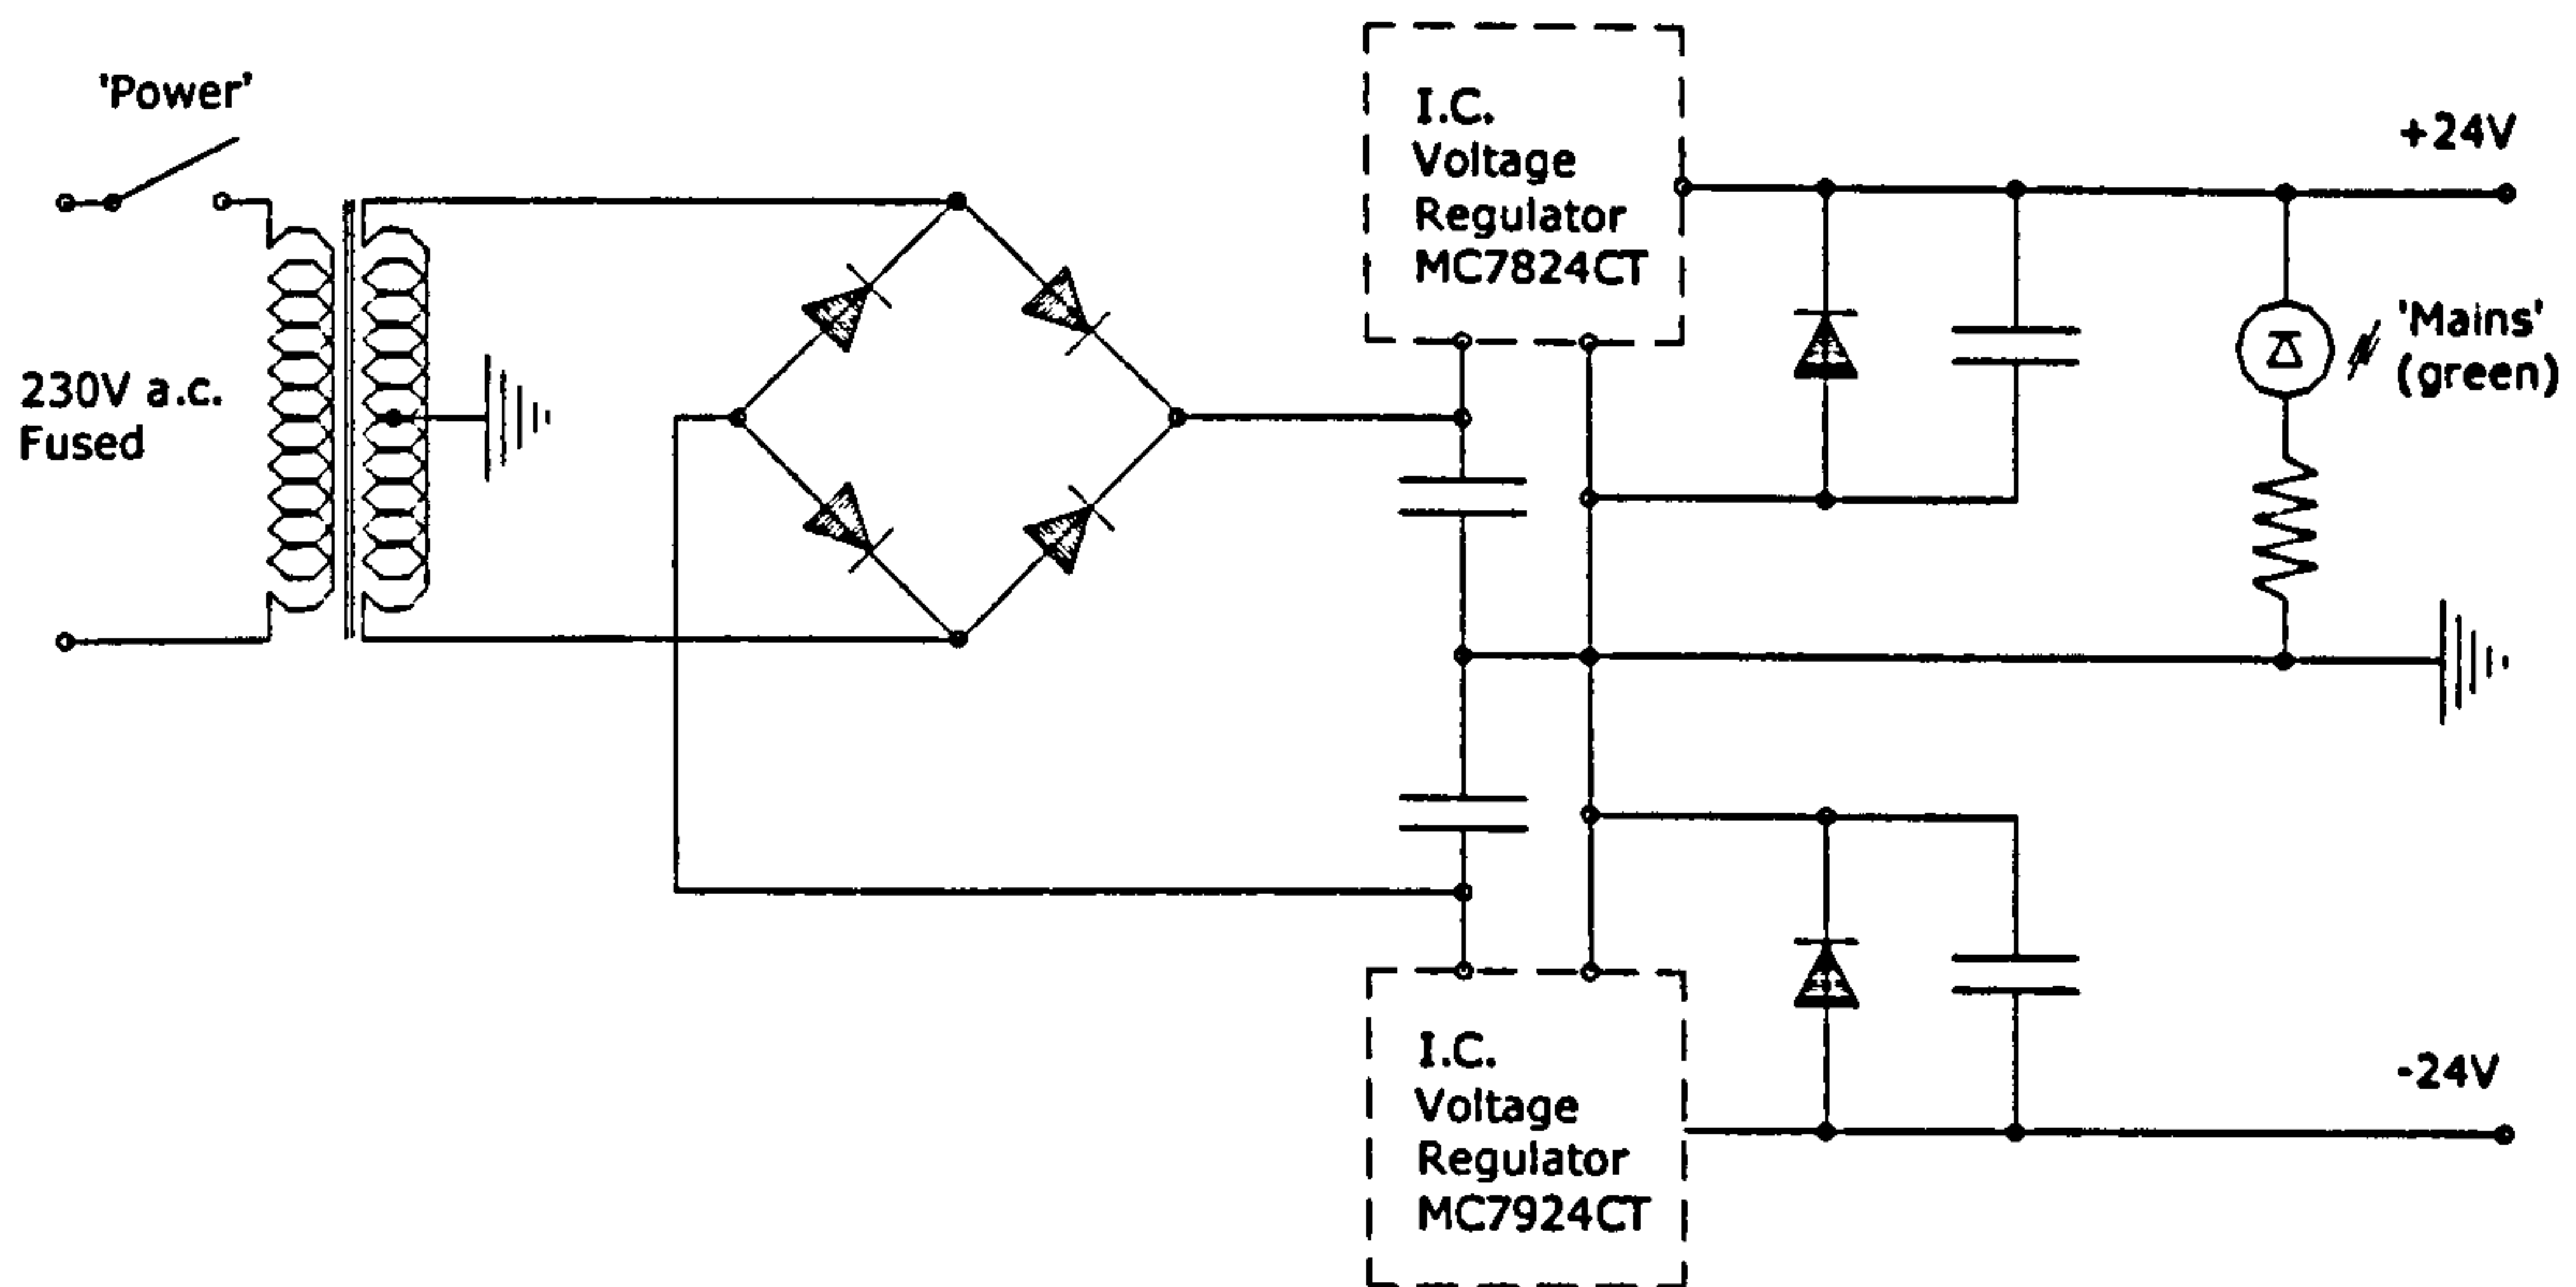 'Power'
230V a.c.
Fused
I.C.
Voltage
Regulator
MC7824CT
+24V
'Mains'
(green)
-24V
I.C.
Voltage
Regulator
MC7924CT